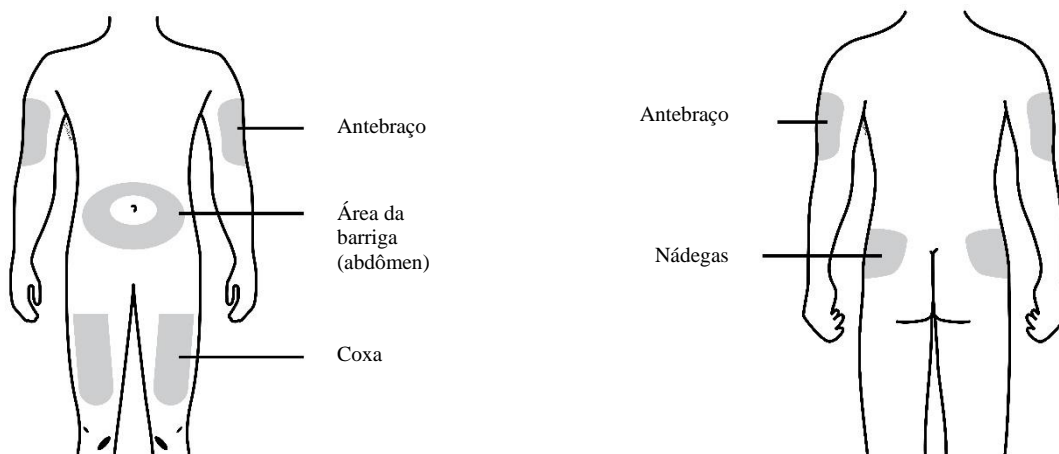 Antebraço
Área da
barriga
(abdômen)
Coxa
Antebraço
Nádegas